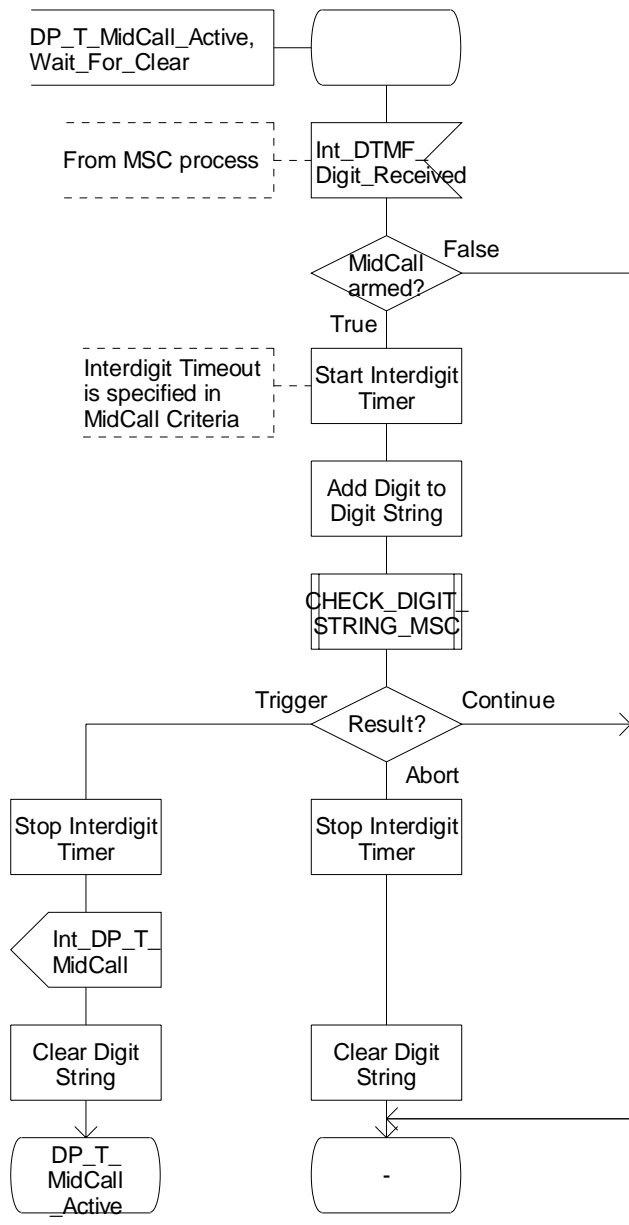 DP_T_MidCall_Active,
Wait_For_Clear
From MSC process
Int_DTMF_
Digit_Received
MidCall
armed?
False
True
Interdigit Timeout
is specified in
MidCall Criteria
Start Interdigit
Timer
Add Digit to
Digit String
CHECK_DIGIT_
STRING_MSC
Trigger
Result?
Continue
Abort
Stop Interdigit
Timer
Stop Interdigit
Timer
Int_DP_T_
MidCall
Clear Digit
String
Clear Digit
String
DP_T_
MidCall
_Active
-